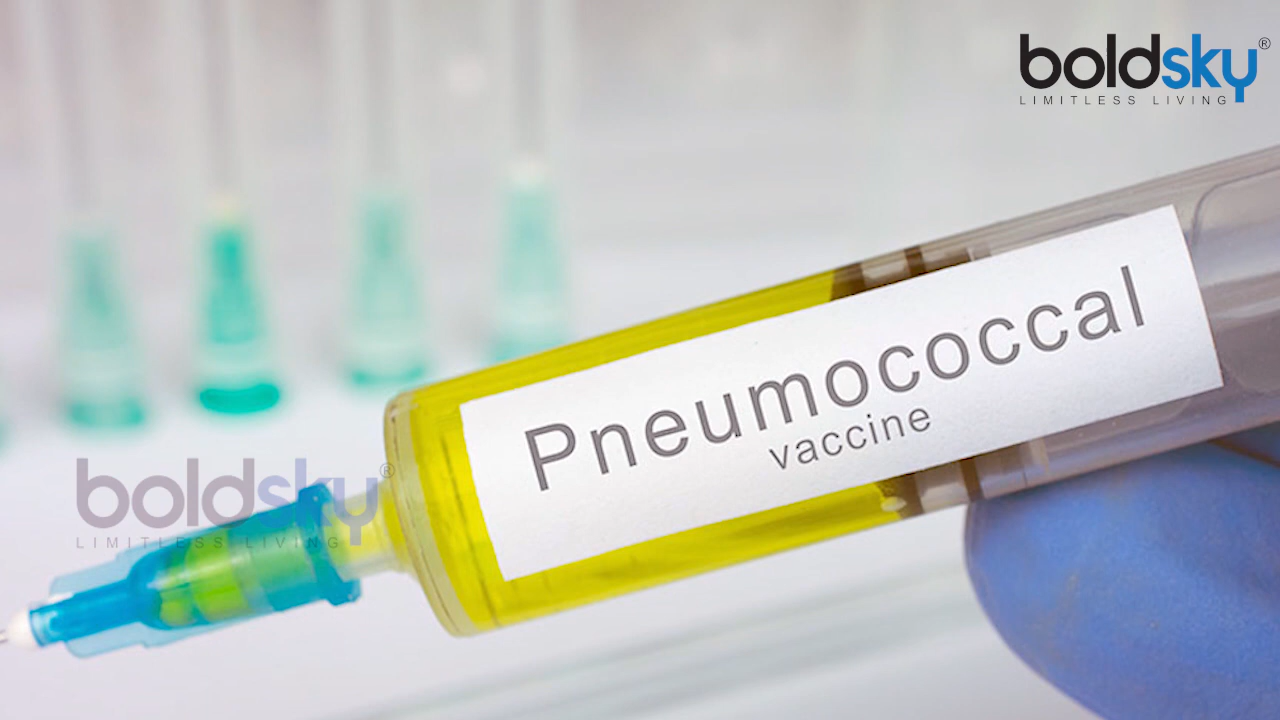 boldsky®
LIMITLESS LIVING
Pneumococcal
vaccine
boldsky®
LIMITLESS LIVING